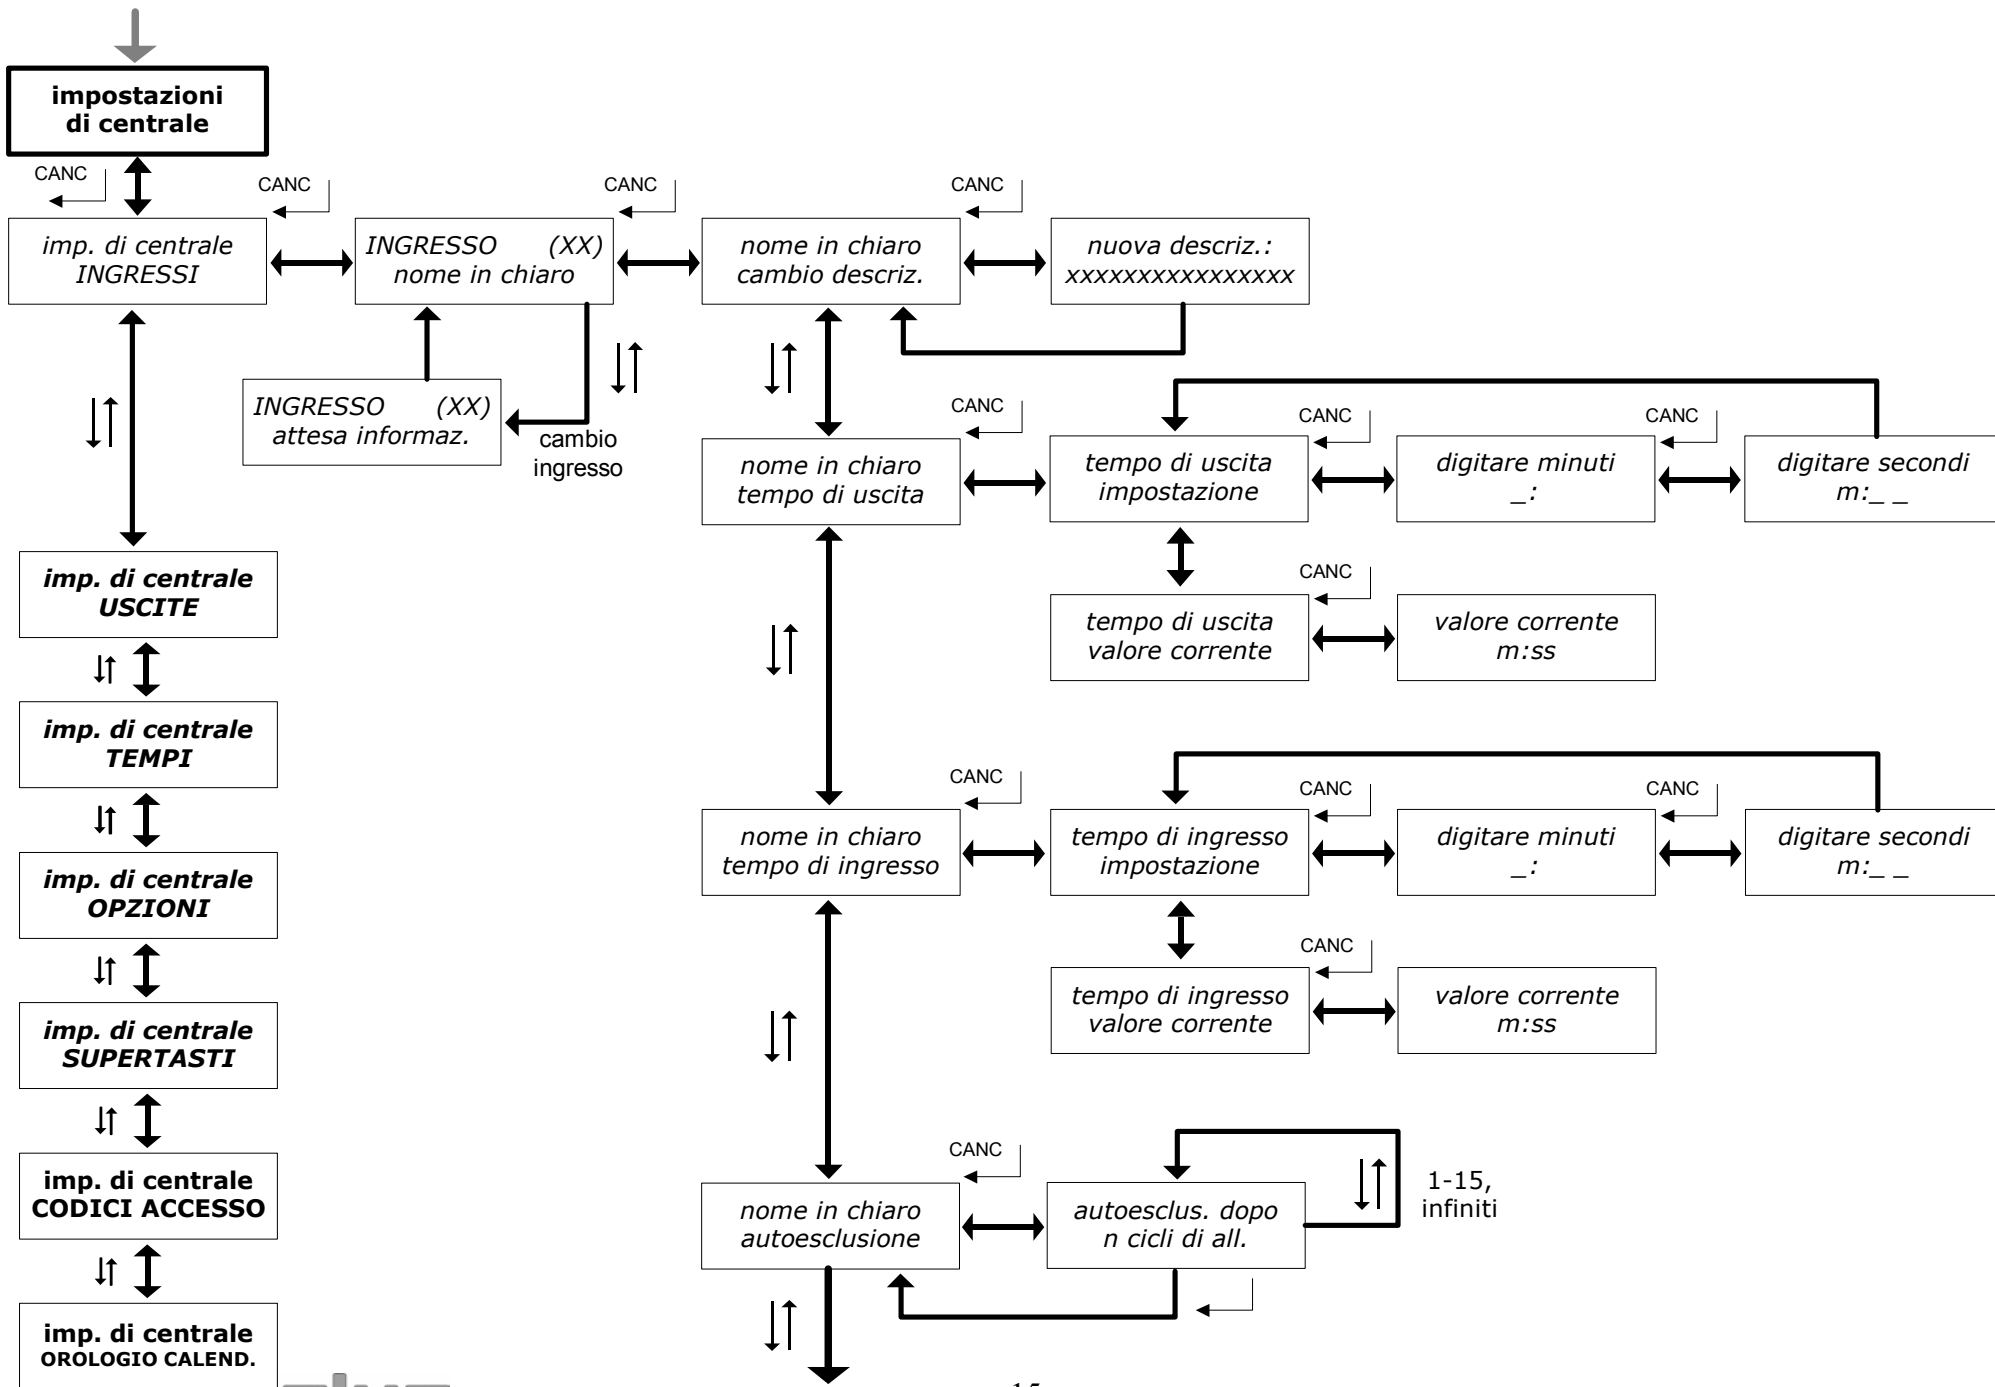 impostazioni
di centrale
CANC
CANC
CANC
CANC
imp. di centrale
INGRESSI
INGRESSO (XX)
nome in chiaro
nome in chiaro
cambio descriz.
nuova descriz.:
xxxxxxxxxxxxxxxx
INGRESSO (XX)
attesa informaz.
cambio
ingresso
CANC
CANC
CANC
nome in chiaro
tempo di uscita
tempo di uscita
impostazione
digitare minuti
_:
digitare secondi
m:_ _
CANC
tempo di uscita
valore corrente
valore corrente
m:ss
imp. di centrale
USCITE
imp. di centrale
TEMPI
imp. di centrale
OPZIONI
imp. di centrale
SUPERTASTI
imp. di centrale
CODICI ACCESSO
imp. di centrale
OROLOGIO CALEND.
CANC
CANC
CANC
nome in chiaro
tempo di ingresso
tempo di ingresso
impostazione
digitare minuti
_:
digitare secondi
m:_ _
CANC
tempo di ingresso
valore corrente
valore corrente
m:ss
CANC
nome in chiaro
autoesclusione
autoesclus. dopo
n cicli di all.
1-15,
infiniti